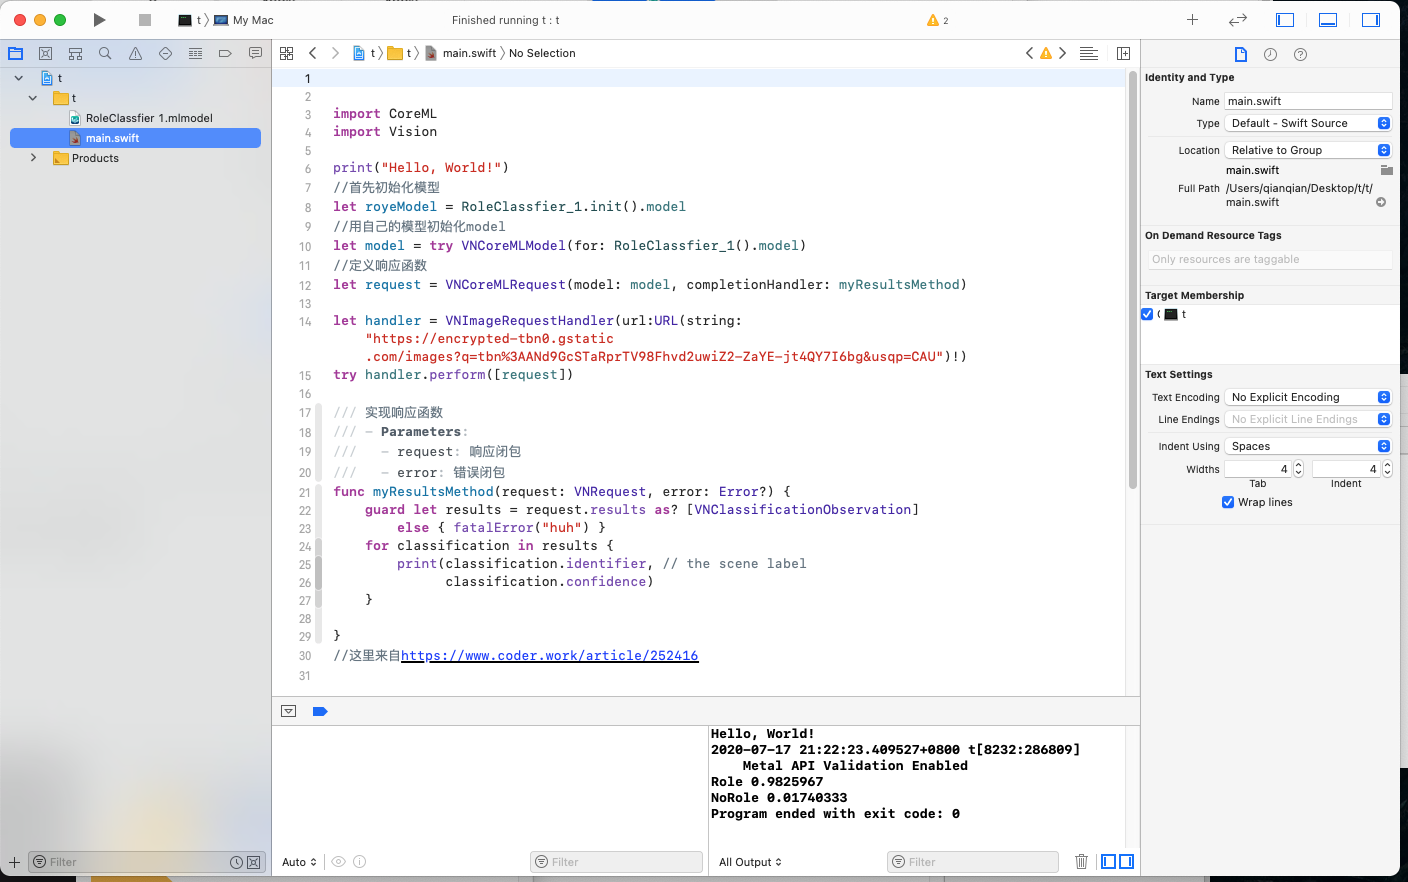 t
My Mac
Finished running t : t
2
t
t
RoleClassfier 1.mlmodel
main.swift
Products
Filter
t
t
main.swift
No Selection
1
2
3 import CoreML
4 import Vision
5
6 print("Hello, World!")
7 //首先初始化模型
8 let royeModel = RoleClassfier_1.init().model
9 //用自己的模型初始化model
10 let model = try VNCoreMLModel(for: RoleClassfier_1().model)
11 //定义响应函数
12 let request = VNCoreMLRequest(model: model, completionHandler: myResultsMethod)
13
14 let handler = VNImageRequestHandler(url:URL(string:
"https://encrypted-tbn0.gstatic
.com/images?q=tbn%3AANd9GcSTaRprTV98Fhvd2uwiZ2-ZaYE-jt4QY7I6bg&usqp=CAU")!)
15 try handler.perform([request])
16
17 /// 实现响应函数
18 /// - Parameters:
19 ///   - request: 响应闭包
20 ///   - error: 错误闭包
21 func myResultsMethod(request: VNRequest, error: Error?) {
22     guard let results = request.results as? [VNClassificationObservation]
23         else { fatalError("huh") }
24     for classification in results {
25         print(classification.identifier, // the scene label
26               classification.confidence)
27     }
28
29 }
30 //这里来自https://www.coder.work/article/252416
31
Auto
Filter
Hello, World!
2020-07-17 21:22:23.409527+0800 t[8232:286809]
Metal API Validation Enabled
Role 0.9825967
NoRole 0.01740333
Program ended with exit code: 0
All Output
Filter
Identity and Type
Name main.swift
Type Default - Swift Source
Location Relative to Group
main.swift
Full Path /Users/qianqian/Desktop/t/t/
main.swift
On Demand Resource Tags
Only resources are taggable
Target Membership
t
Text Settings
Text Encoding No Explicit Encoding
Line Endings No Explicit Line Endings
Indent Using Spaces
Widths 4 4
Tab Indent
Wrap lines